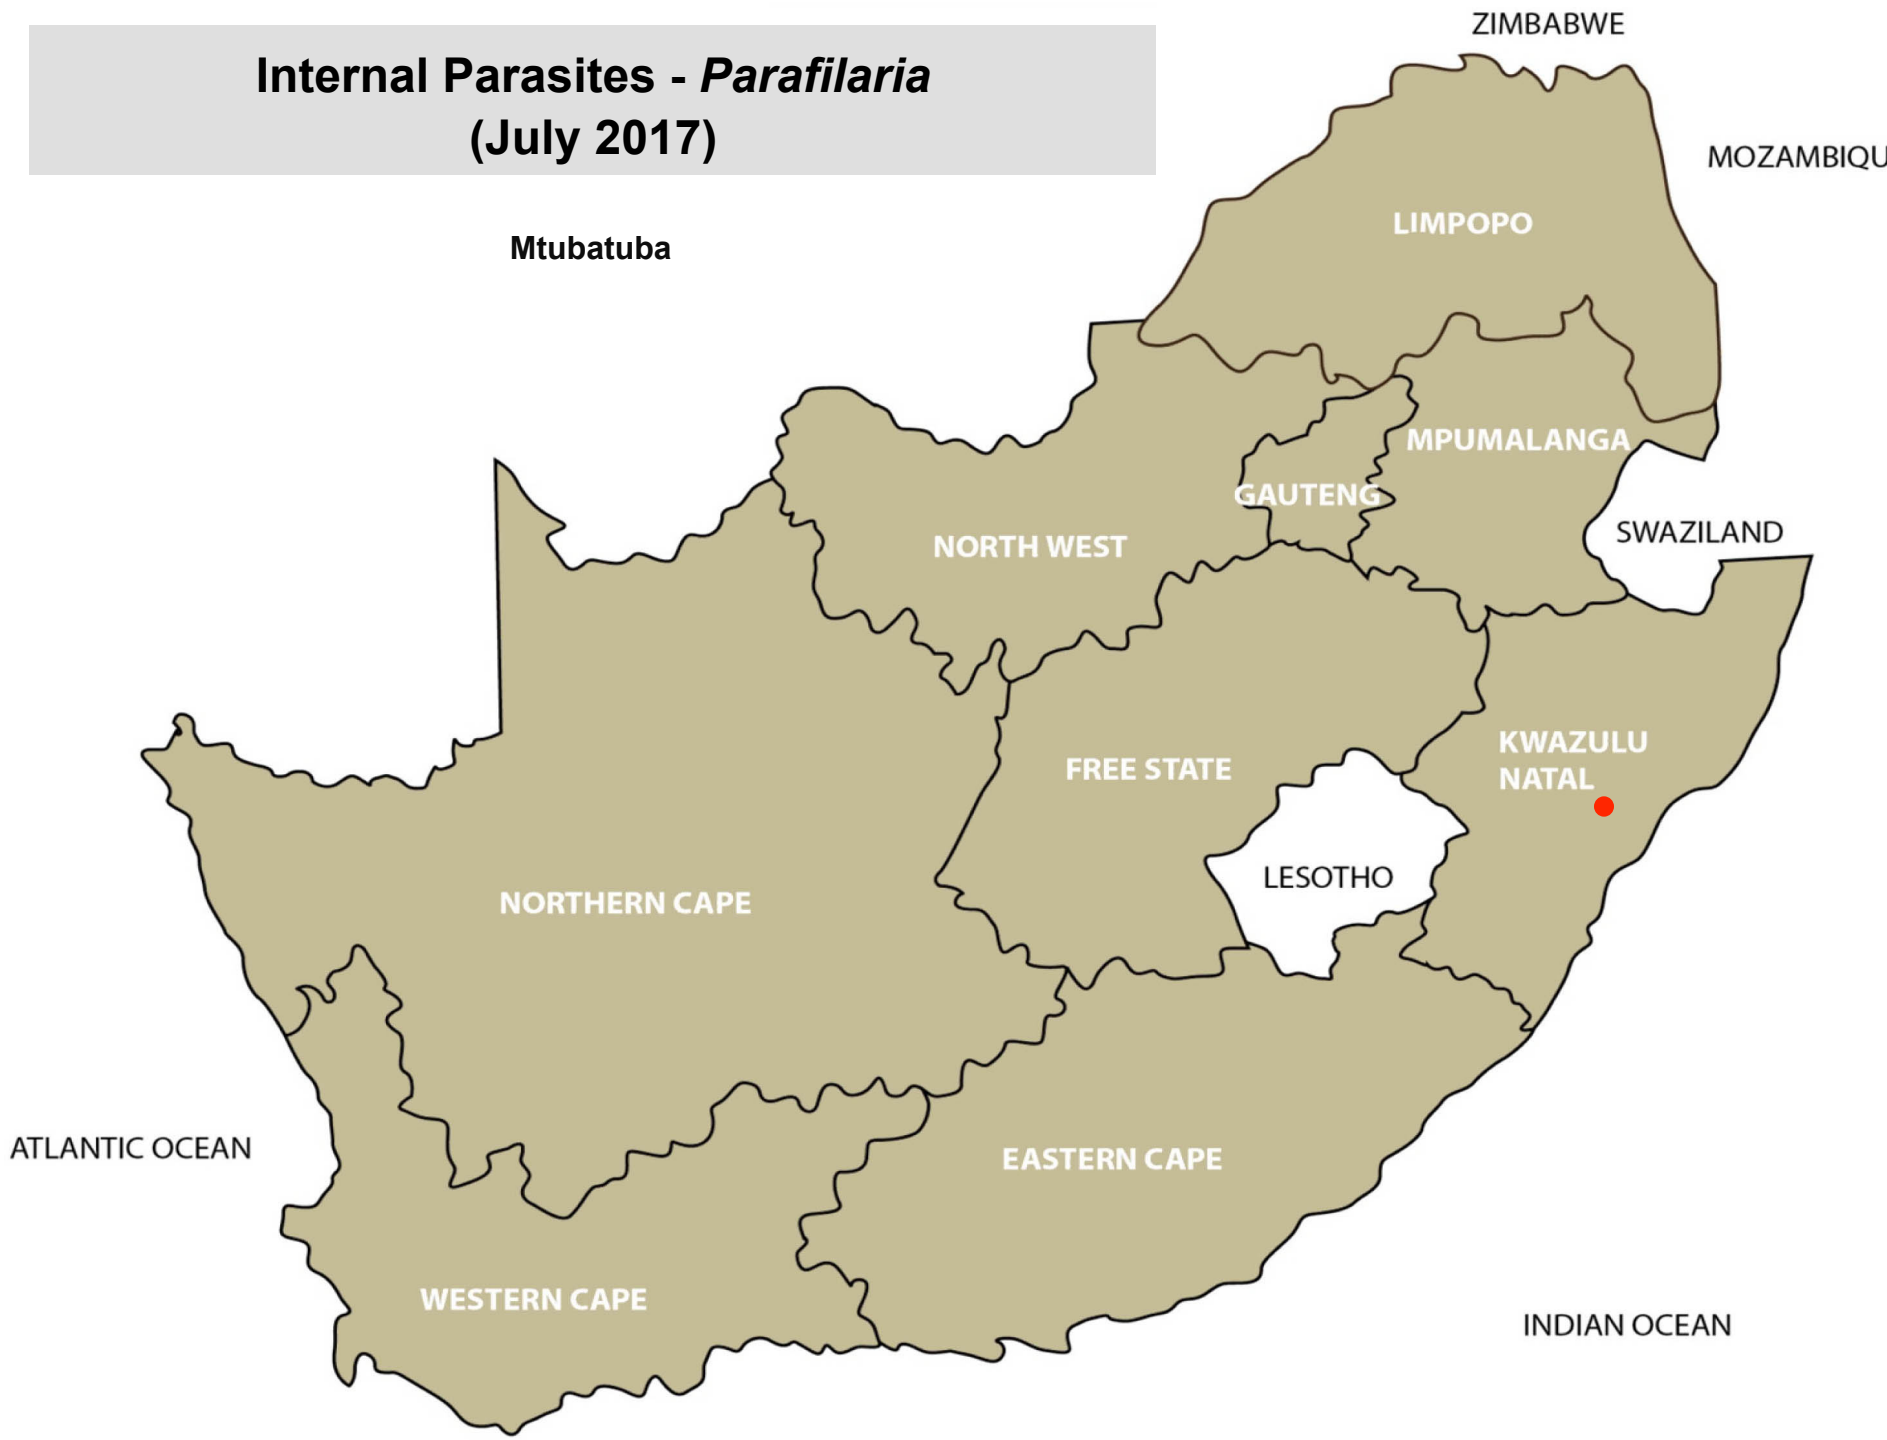 ZIMBABWE
Internal Parasites - Parafilaria
(July 2017)
MOZAMBIQU
LIMPOPO
Mtubatuba
MPUMALANGA
GAUTENG
SWAZILAND
NORTH WEST
KWAZULU
NATAL
FREE STATE
LESOTHO
NORTHERN CAPE
ATLANTIC OCEAN
EASTERN CAPE
WESTERN CAPE
INDIAN OCEAN